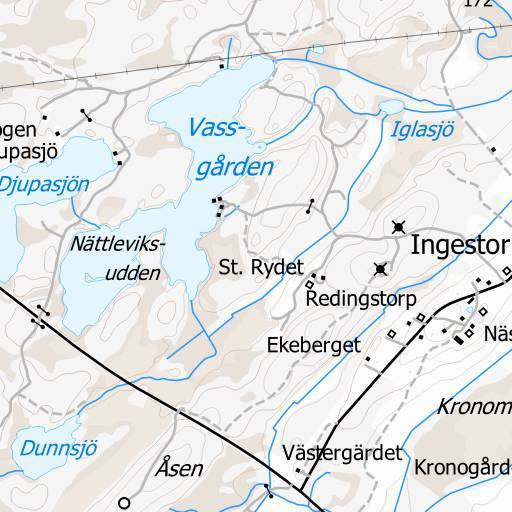 172
Vass-
gården
Iglasjö
ogen
upasjö
Djupasjön
Nättleviks-
udden
St. Rydet
Ingestor
Redingstorp
Ekeberget
Näs
Kronom
Dunnsjö
Åsen
Västergärdet
Kronogård